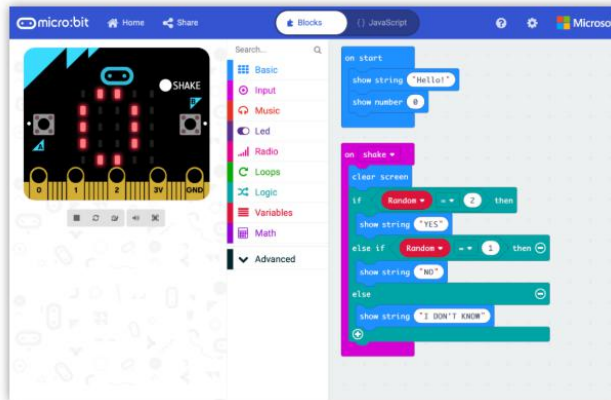 micro:bit Home Share Blocks {} JavaScript Microso
SHAKE
B
A
0 1 2 3V GND
Search...
Basic
Input
Music
Led
Radio
Loops
Logic
Variables
Math
Advanced
on start
show string "Hello!"
show number 0
on shake
clear screen
if Random = 2 then
show string "YES"
else if Random = 1 then
show string "NO"
else
show string "I DON'T KNOW"